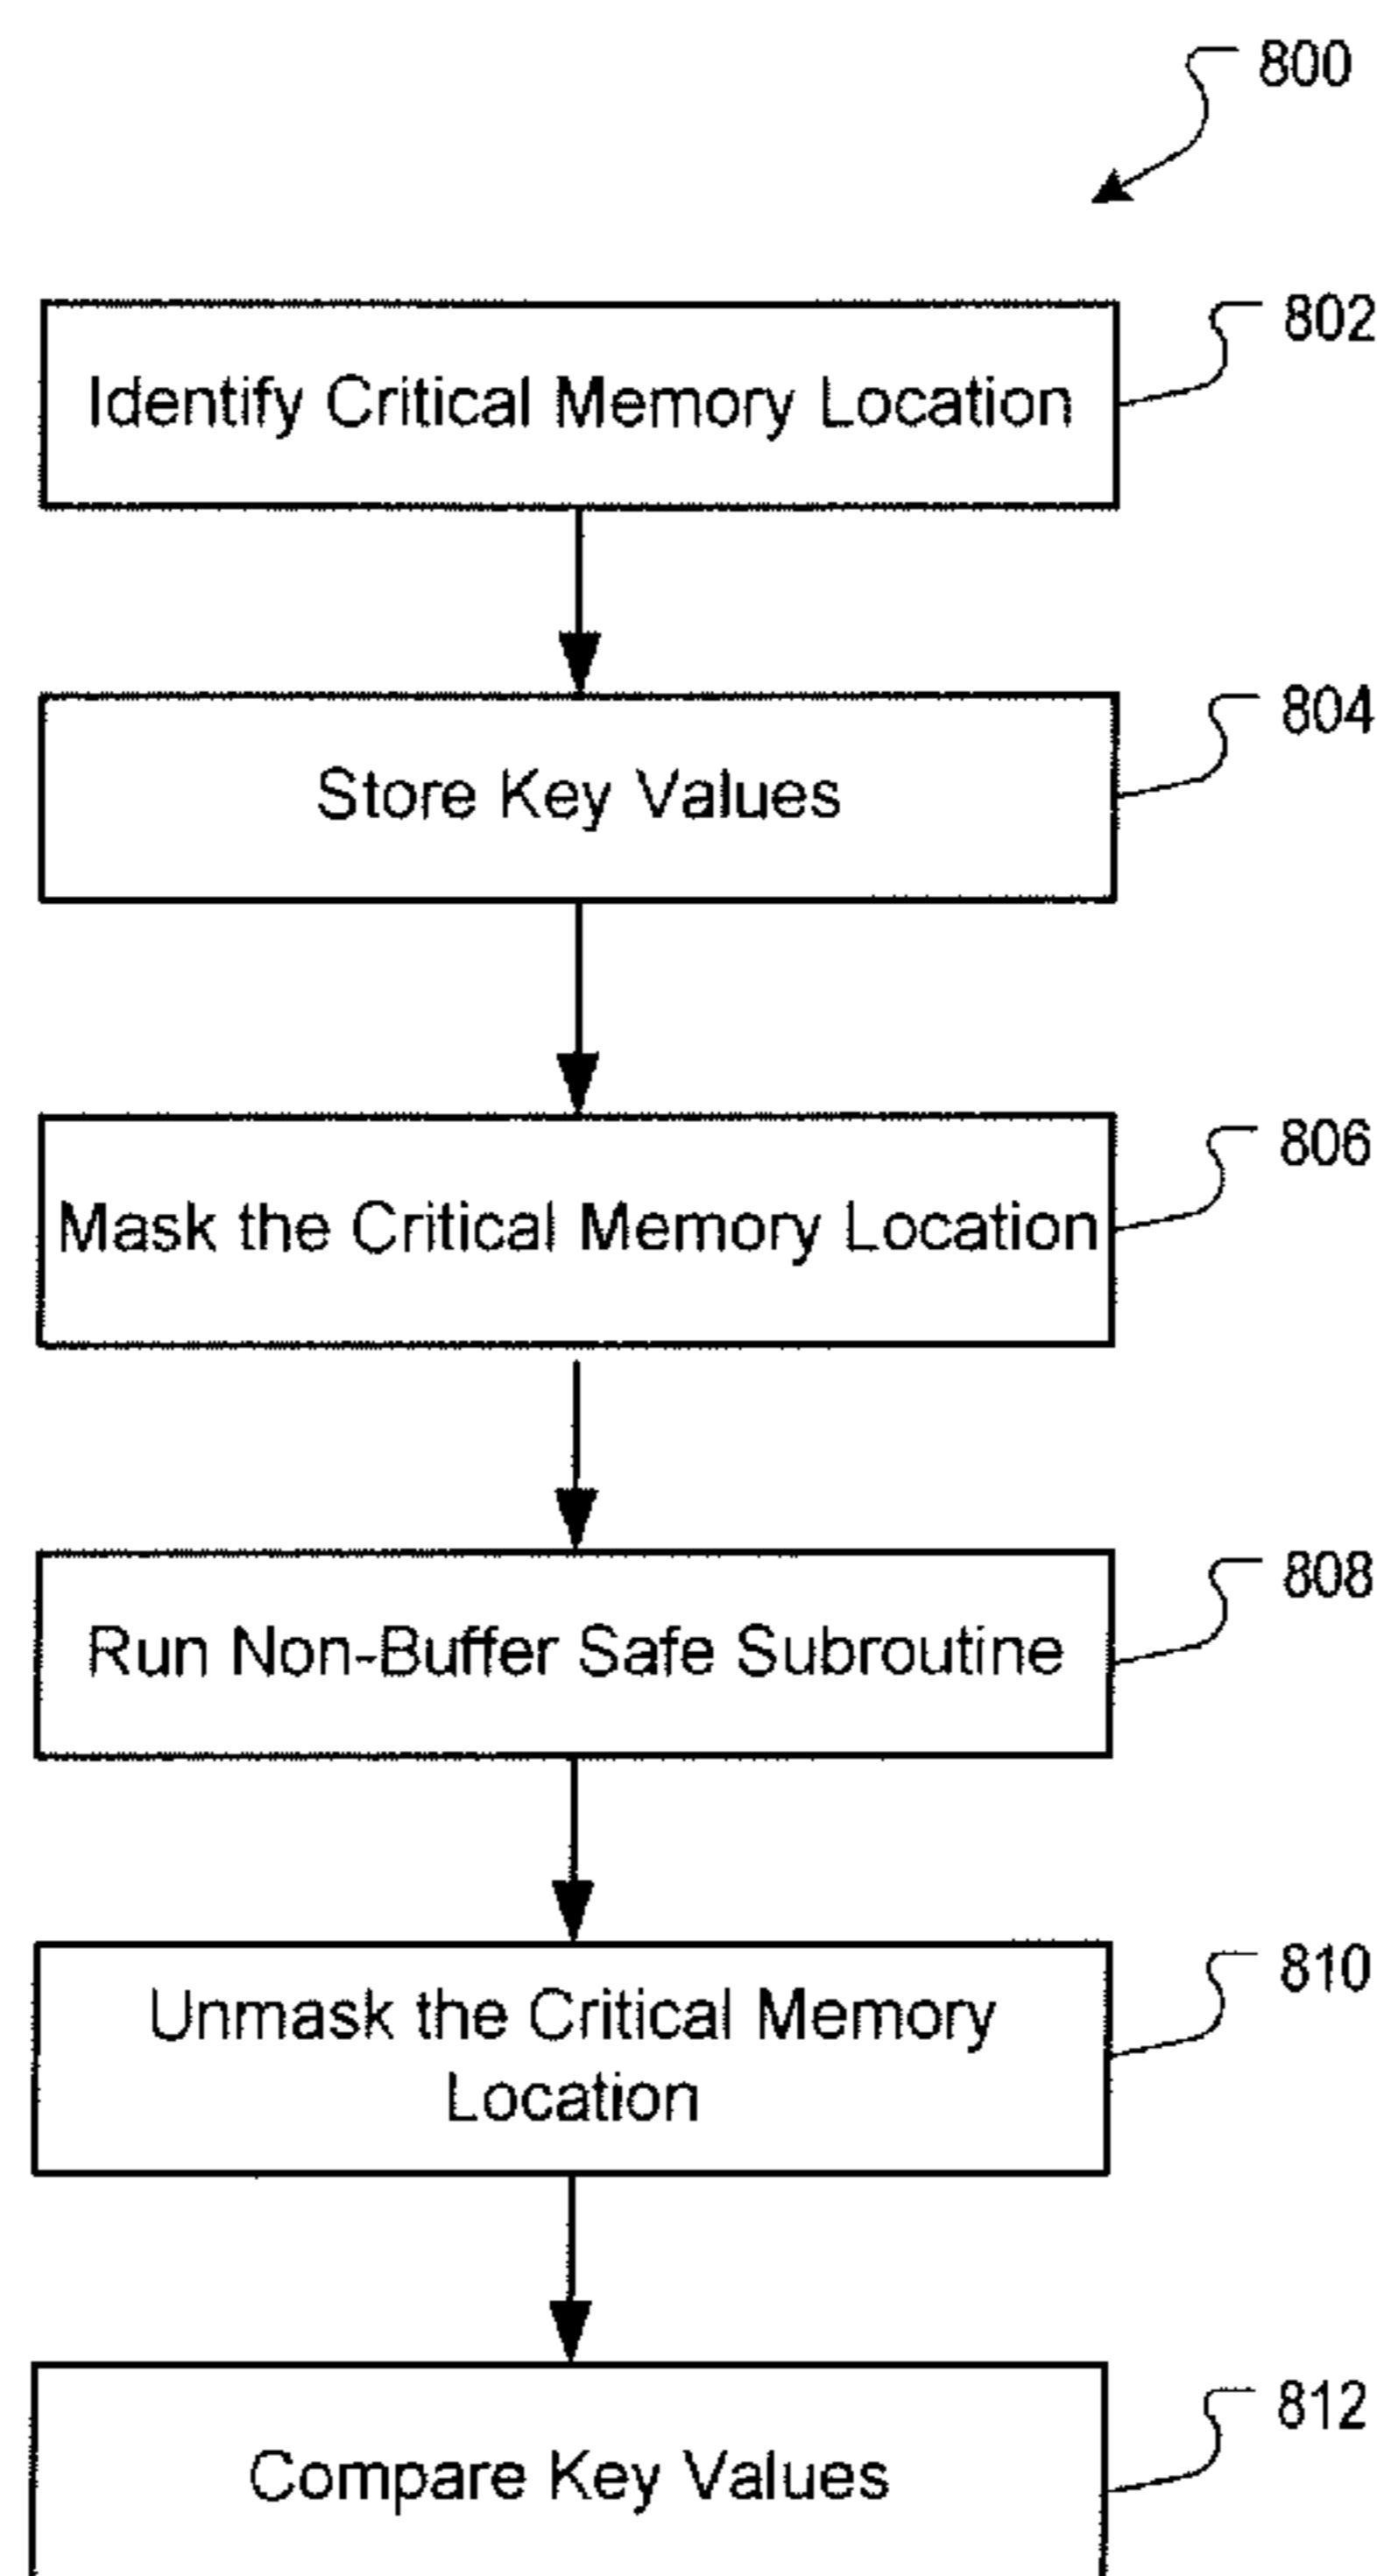 800
802
Identify Critical Memory Location
804
Store Key Values
806
Mask the Critical Memory Location
808
Run Non-Buffer Safe Subroutine
810
Unmask the Critical Memory
Location
812
Compare Key Values